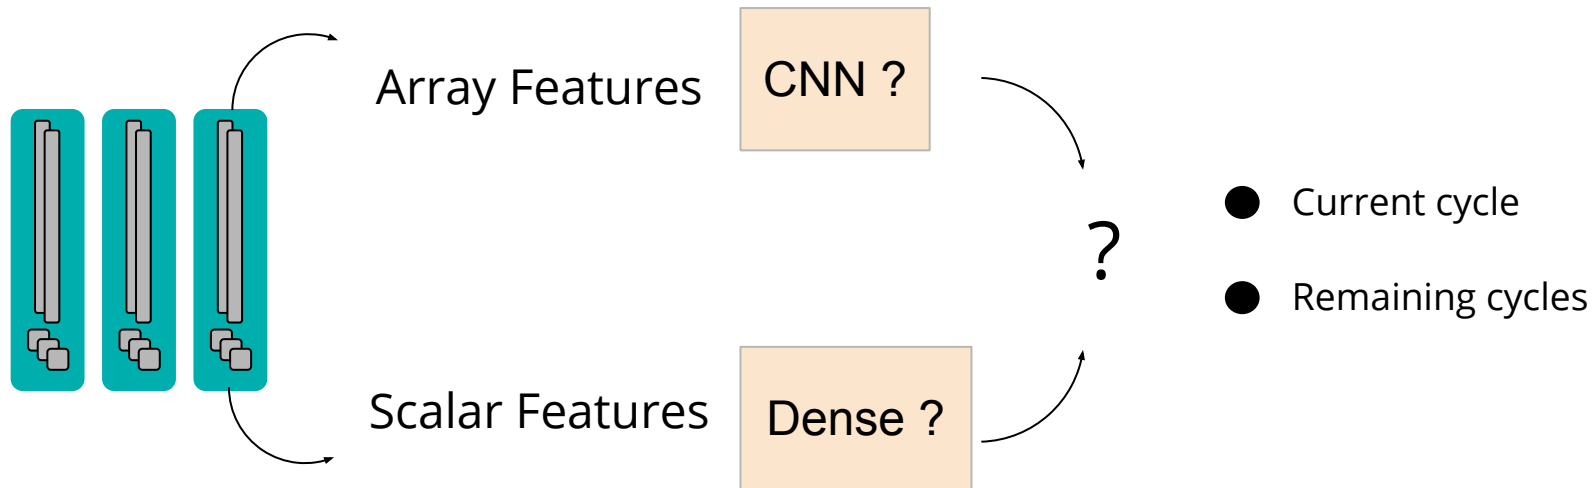 Array Features
CNN ?
?
Current cycle
Remaining cycles
Scalar Features
Dense ?